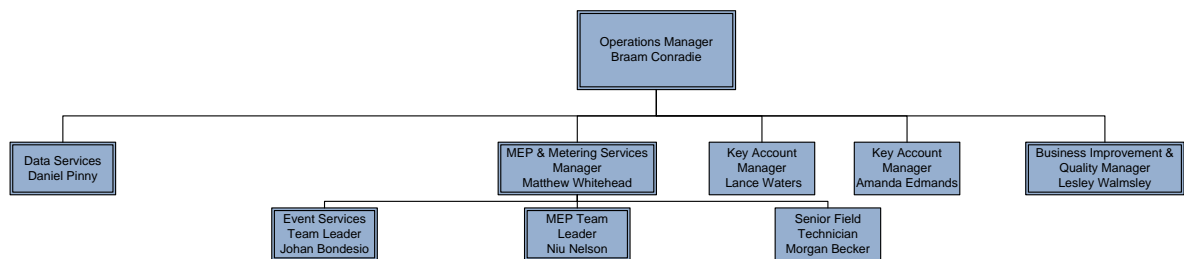 Operations Manager
Braam Conradie
Data Services
Daniel Pinny
MEP & Metering Services
Manager
Matthew Whitehead
Key Account
Manager
Lance Waters
Key Account
Manager
Amanda Edmands
Business Improvement &
Quality Manager
Lesley Walmsley
Event Services
Team Leader
Johan Bondesio
MEP Team
Leader
Niu Nelson
Senior Field
Technician
Morgan Becker